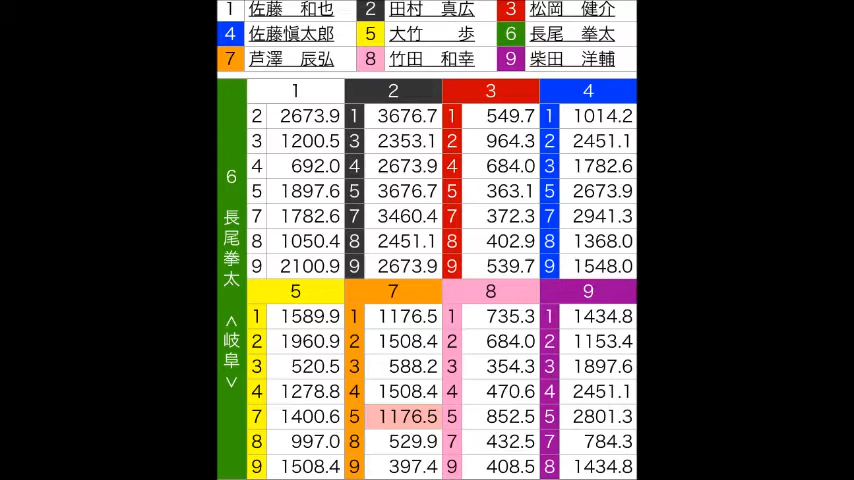 1 佐藤 和也 2 田村 真広 3 松岡 健介
4 佐藤愼太郎 5 大竹 歩 6 長尾 拳太
7 芦澤 辰弘 8 竹田 和幸 9 柴田 洋輔
6 長尾拳太 <岐阜>
1 2 3 4
2 2673.9 1 3676.7 1 549.7 1 1014.2
3 1200.5 3 2353.1 2 964.3 2 2451.1
4 692.0 4 2673.9 4 684.0 3 1782.6
5 1897.6 5 3676.7 5 363.1 5 2673.9
7 1782.6 7 3460.4 7 372.3 7 2941.3
8 1050.4 8 2451.1 8 402.9 8 1368.0
9 2100.9 9 2673.9 9 539.7 9 1548.0
5 7 8 9
1 1589.9 1 1176.5 1 735.3 1 1434.8
2 1960.9 2 1508.4 2 684.0 2 1153.4
3 520.5 3 588.2 3 354.3 3 1897.6
4 1278.8 4 1508.4 4 470.6 4 2451.1
7 1400.6 5 1176.5 5 852.5 5 2801.3
8 997.0 8 529.9 7 432.5 7 784.3
9 1508.4 9 397.4 9 408.5 8 1434.8